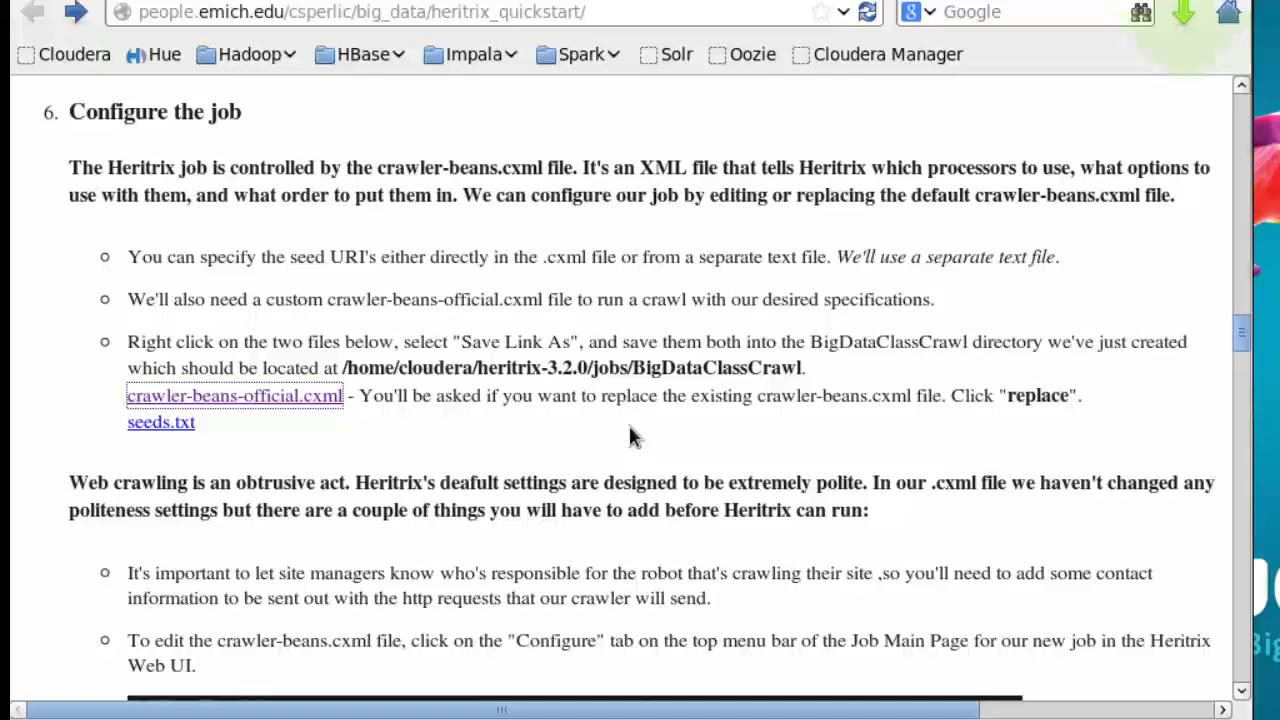 people.emich.edu/csperlic/big_data/heritrix_quickstart/
Google
Cloudera Hue Hadoop HBase Impala Spark Solr Oozie Cloudera Manager
6. Configure the job
The Heritrix job is controlled by the crawler-beans.cxml file. It's an XML file that tells Heritrix which processors to use, what options to
use with them, and what order to put them in. We can configure our job by editing or replacing the default crawler-beans.cxml file.
You can specify the seed URI's either directly in the .cxml file or from a separate text file. We'll use a separate text file.
We'll also need a custom crawler-beans-official.cxml file to run a crawl with our desired specifications.
Right click on the two files below, select "Save Link As", and save them both into the BigDataClassCrawl directory we've just created
which should be located at /home/cloudera/heritrix-3.2.0/jobs/BigDataClassCrawl.
crawler-beans-official.cxml - You'll be asked if you want to replace the existing crawler-beans.cxml file. Click "replace".
seeds.txt
Web crawling is an obtrusive act. Heritrix's deafult settings are designed to be extremely polite. In our .cxml file we haven't changed any
politeness settings but there are a couple of things you will have to add before Heritrix can run:
It's important to let site managers know who's responsible for the robot that's crawling their site ,so you'll need to add some contact
information to be sent out with the http requests that our crawler will send.
To edit the crawler-beans.cxml file, click on the "Configure" tab on the top menu bar of the Job Main Page for our new job in the Heritrix
Web UI.